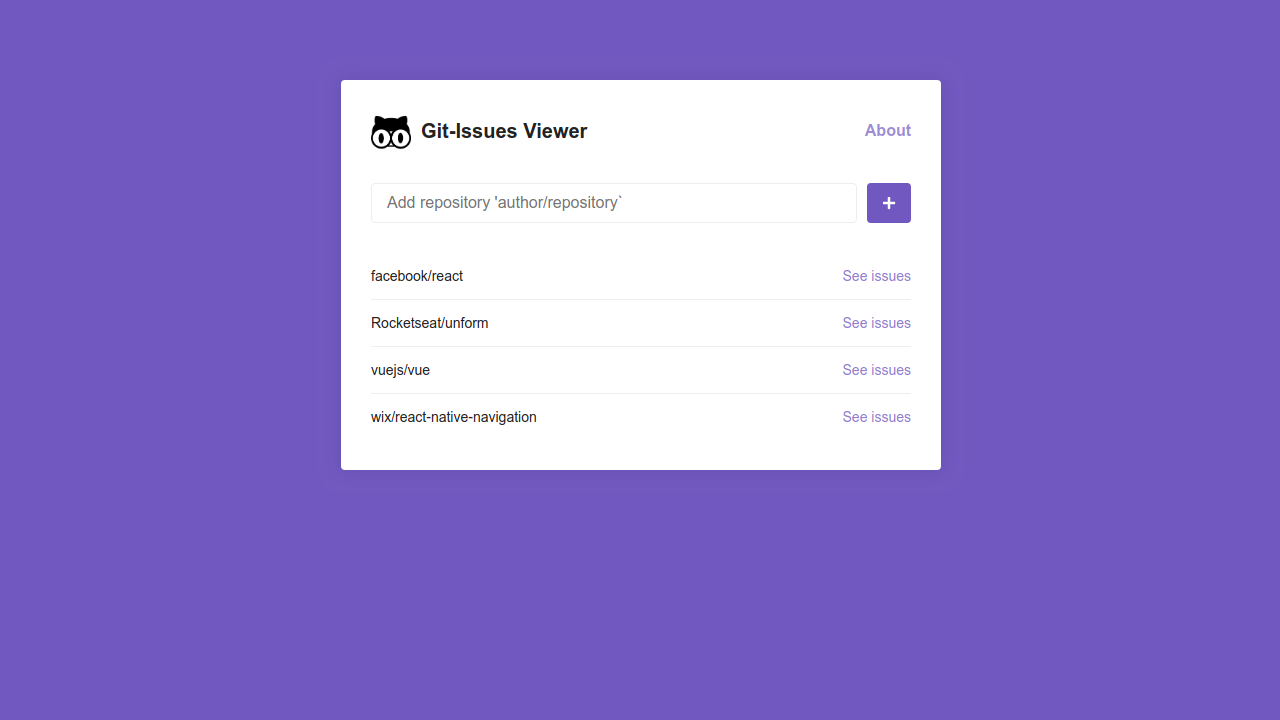 Git-Issues Viewer
About
Add repository 'author/repository`
+
facebook/react See issues
Rocketseat/unform See issues
vuejs/vue See issues
wix/react-native-navigation See issues